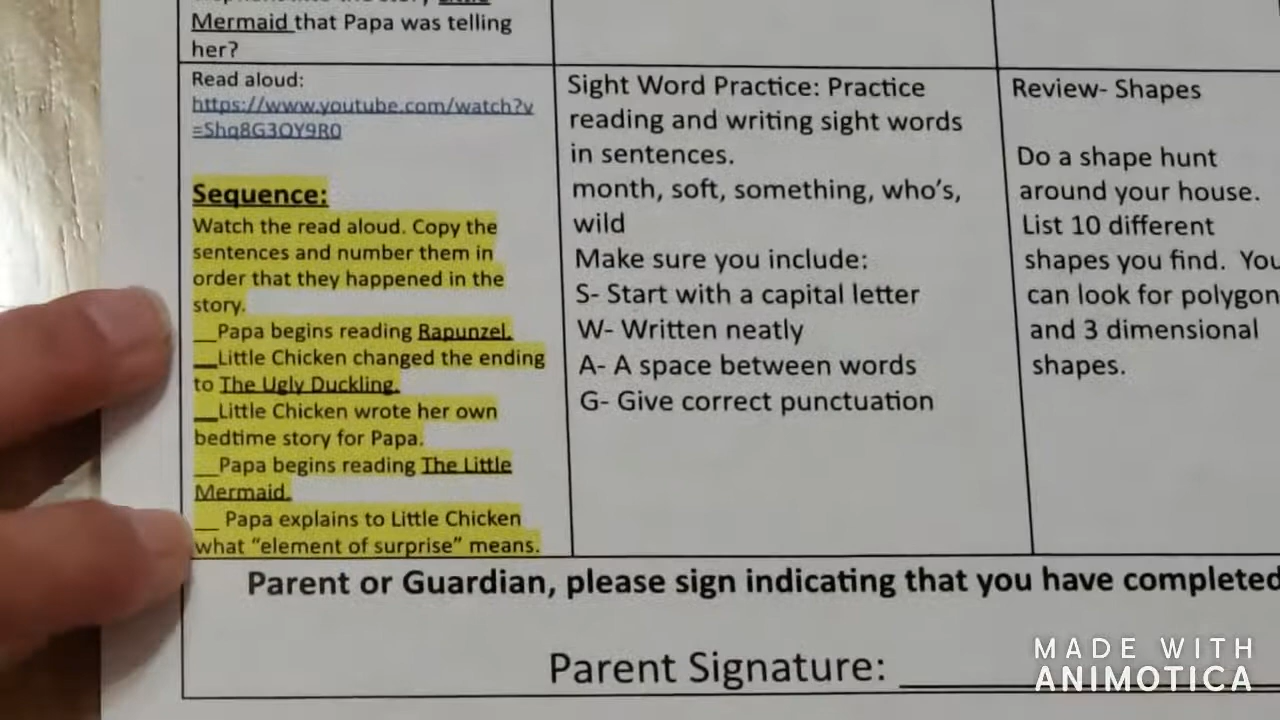 Mermaid that Papa was telling
her?
Read aloud:
https://www.youtube.com/watch?v
=Shq8G3OY9R0
Sequence:
Watch the read aloud. Copy the
sentences and number them in
order that they happened in the
story.
__Papa begins reading Rapunzel.
__Little Chicken changed the ending
to The Ugly Duckling.
__Little Chicken wrote her own
bedtime story for Papa.
__Papa begins reading The Little
Mermaid.
__ Papa explains to Little Chicken
what “element of surprise” means.
Sight Word Practice: Practice
reading and writing sight words
in sentences.
month, soft, something, who’s,
wild
Make sure you include:
S- Start with a capital letter
W- Written neatly
A- A space between words
G- Give correct punctuation
Review- Shapes
Do a shape hunt
around your house.
List 10 different
shapes you find. You
can look for polygon
and 3 dimensional
shapes.
Parent or Guardian, please sign indicating that you have completed
Parent Signature: ____________
MADE WITH
ANIMOTICA